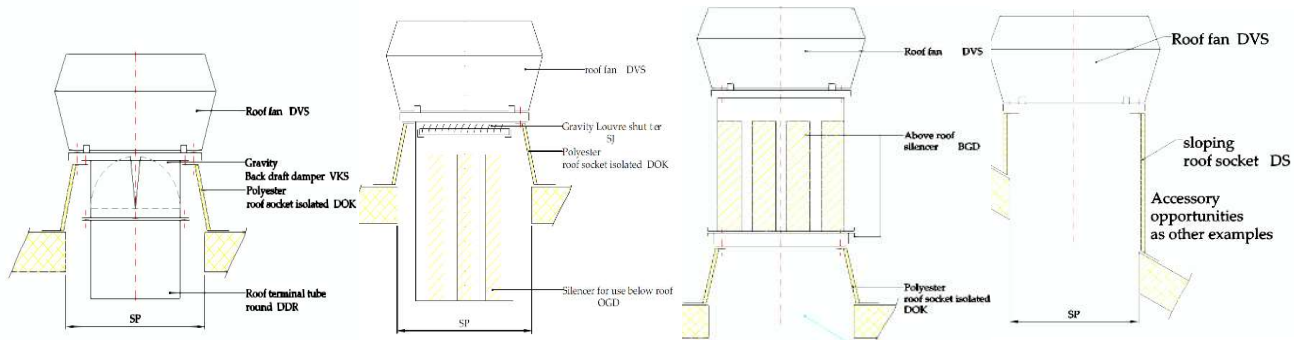 Roof fan DVS
Gravity
Back draft damper VKS
Polyester
roof socket isolated DOK
Roof terminal tube
round DDR
SP
roof fan DVS
Gravity Louvre shut ter
SJ
Polyester
roof socket isolated DOK
Silencer for use below roof
OGD
SP
Roof fan DVS
Above roof
silencer BGD
Polyester
roof socket isolated
DOK
SP
Roof fan DVS
sloping
roof socket DS
Accessory
opportunities
as other examples
SP